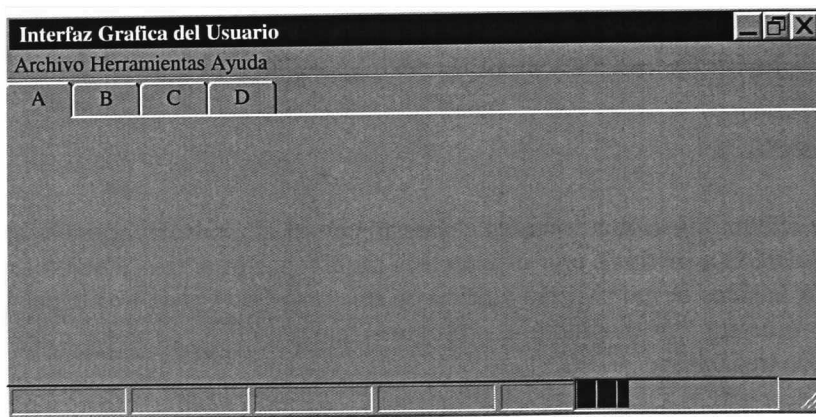 Interfaz Grafica del Usuario
Archivo Herramientas Ayuda
A B C D